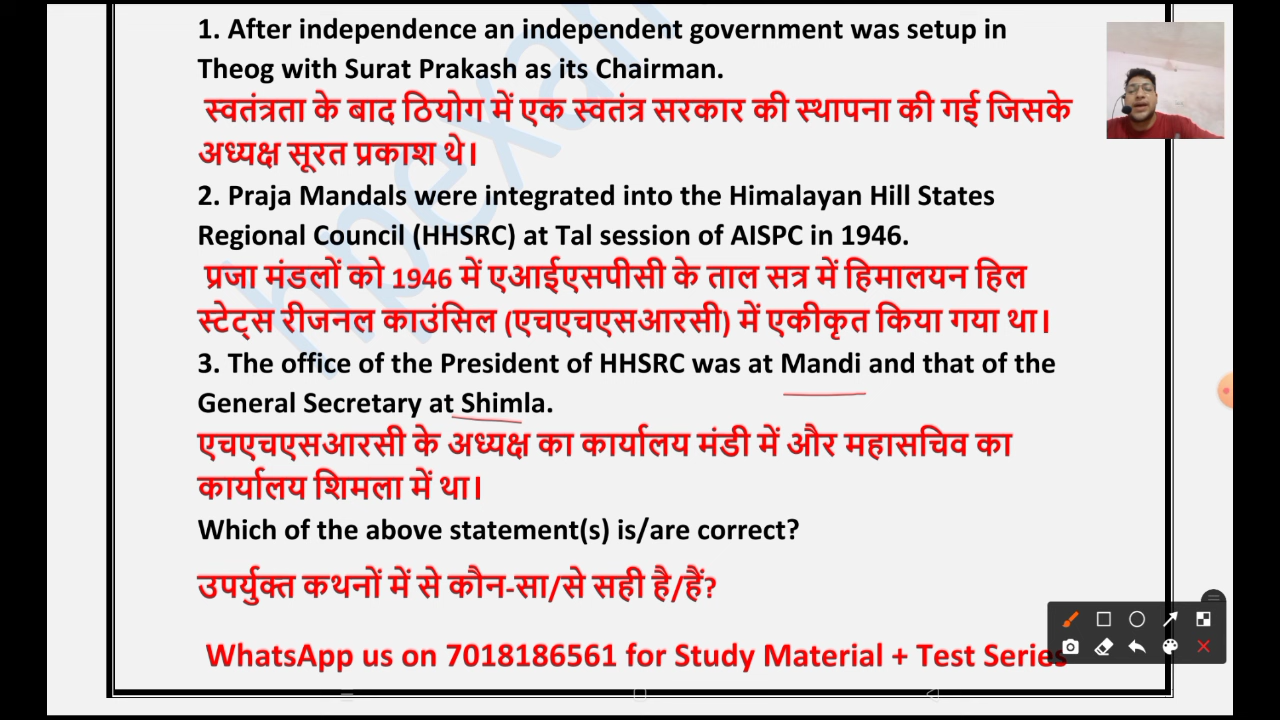 1. After independence an independent government was setup in
Theog with Surat Prakash as its Chairman.
स्वतंत्रता के बाद ठियोग में एक स्वतंत्र सरकार की स्थापना की गई जिसके
अध्यक्ष सूरत प्रकाश थे।
2. Praja Mandals were integrated into the Himalayan Hill States
Regional Council (HHSRC) at Tal session of AISPC in 1946.
प्रजा मंडलों को 1946 में एआईएसपीसी के ताल सत्र में हिमालयन हिल
स्टेट्स रीजनल काउंसिल (एचएचएसआरसी) में एकीकृत किया गया था।
3. The office of the President of HHSRC was at Mandi and that of the
General Secretary at Shimla.
एचएचएसआरसी के अध्यक्ष का कार्यालय मंडी में और महासचिव का
कार्यालय शिमला में था।
Which of the above statement(s) is/are correct?
उपर्युक्त कथनों में से कौन-सा/से सही है/हैं?
WhatsApp us on 7018186561 for Study Material + Test Series